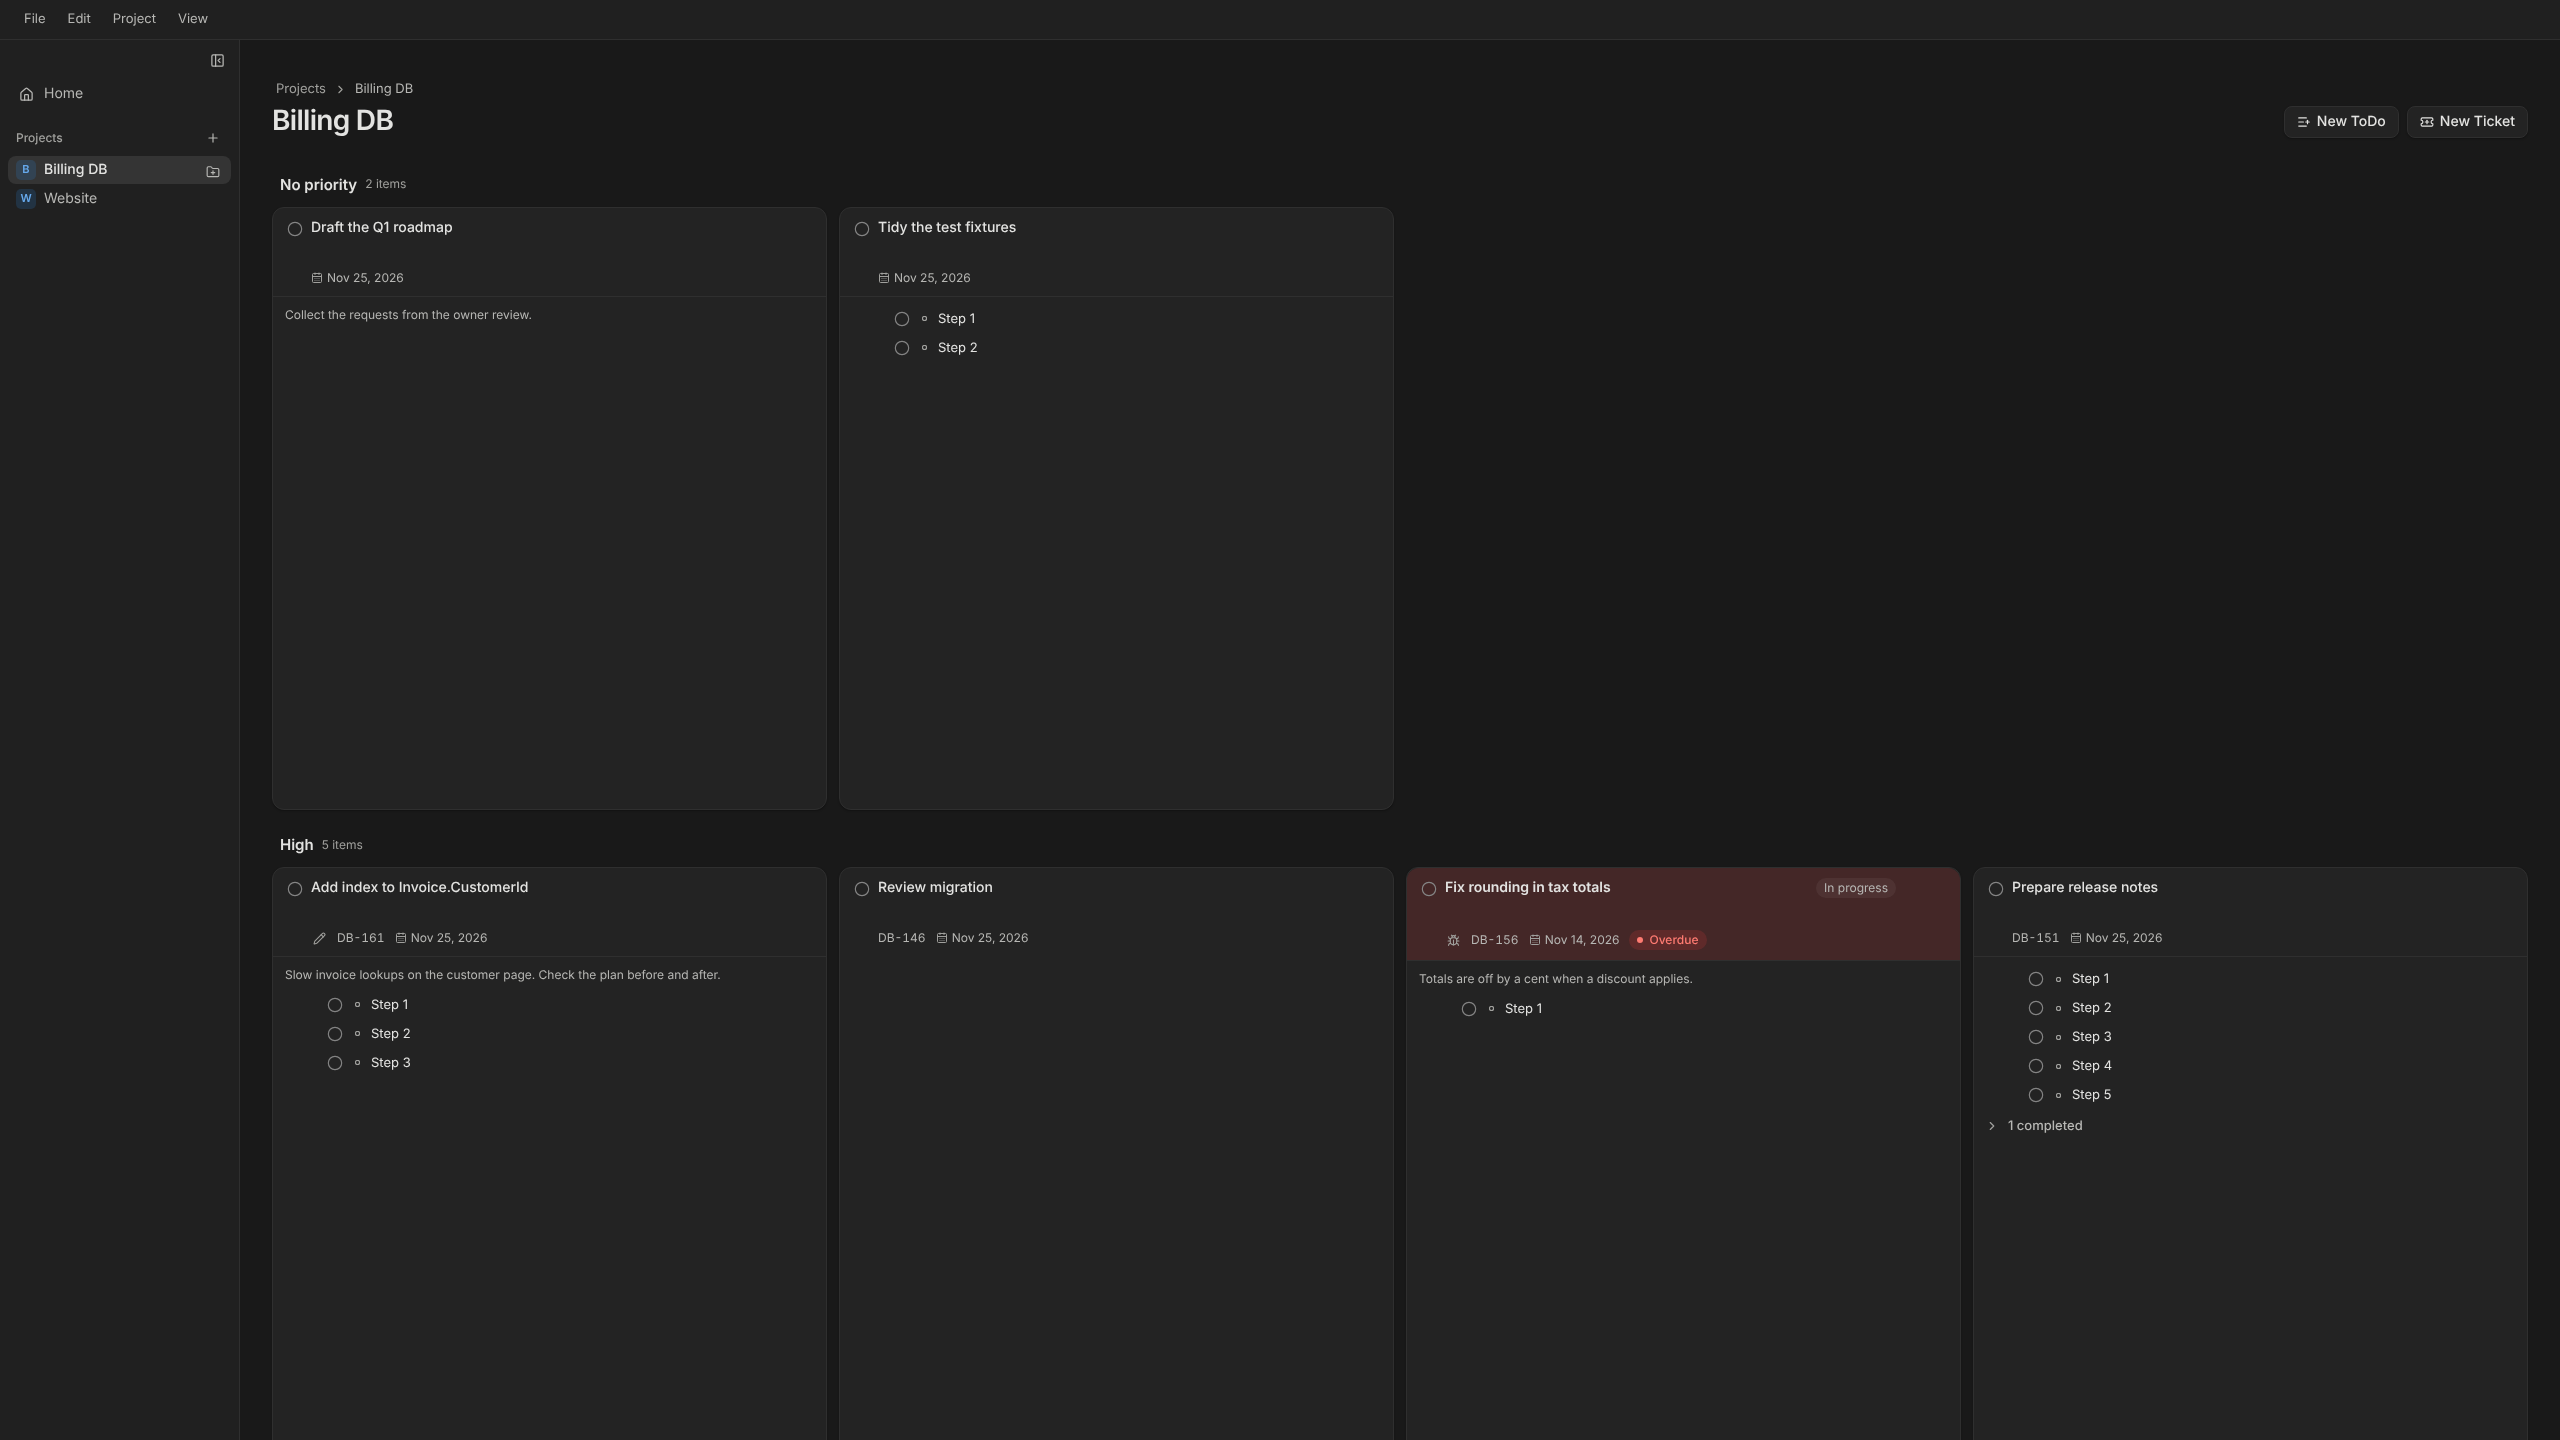 File Edit Project View
Home
Projects
B Billing DB
W Website
Projects > Billing DB
Billing DB
New ToDo New Ticket
No priority 2 items
Draft the Q1 roadmap
Nov 25, 2026
Collect the requests from the owner review.
Tidy the test fixtures
Nov 25, 2026
Step 1
Step 2
High 5 items
Add index to Invoice.CustomerId
DB-161 Nov 25, 2026
Slow invoice lookups on the customer page. Check the plan before and after.
Step 1
Step 2
Step 3
Review migration
DB-146 Nov 25, 2026
Fix rounding in tax totals In progress
DB-156 Nov 14, 2026 Overdue
Totals are off by a cent when a discount applies.
Step 1
Prepare release notes
DB-151 Nov 25, 2026
Step 1
Step 2
Step 3
Step 4
Step 5
1 completed